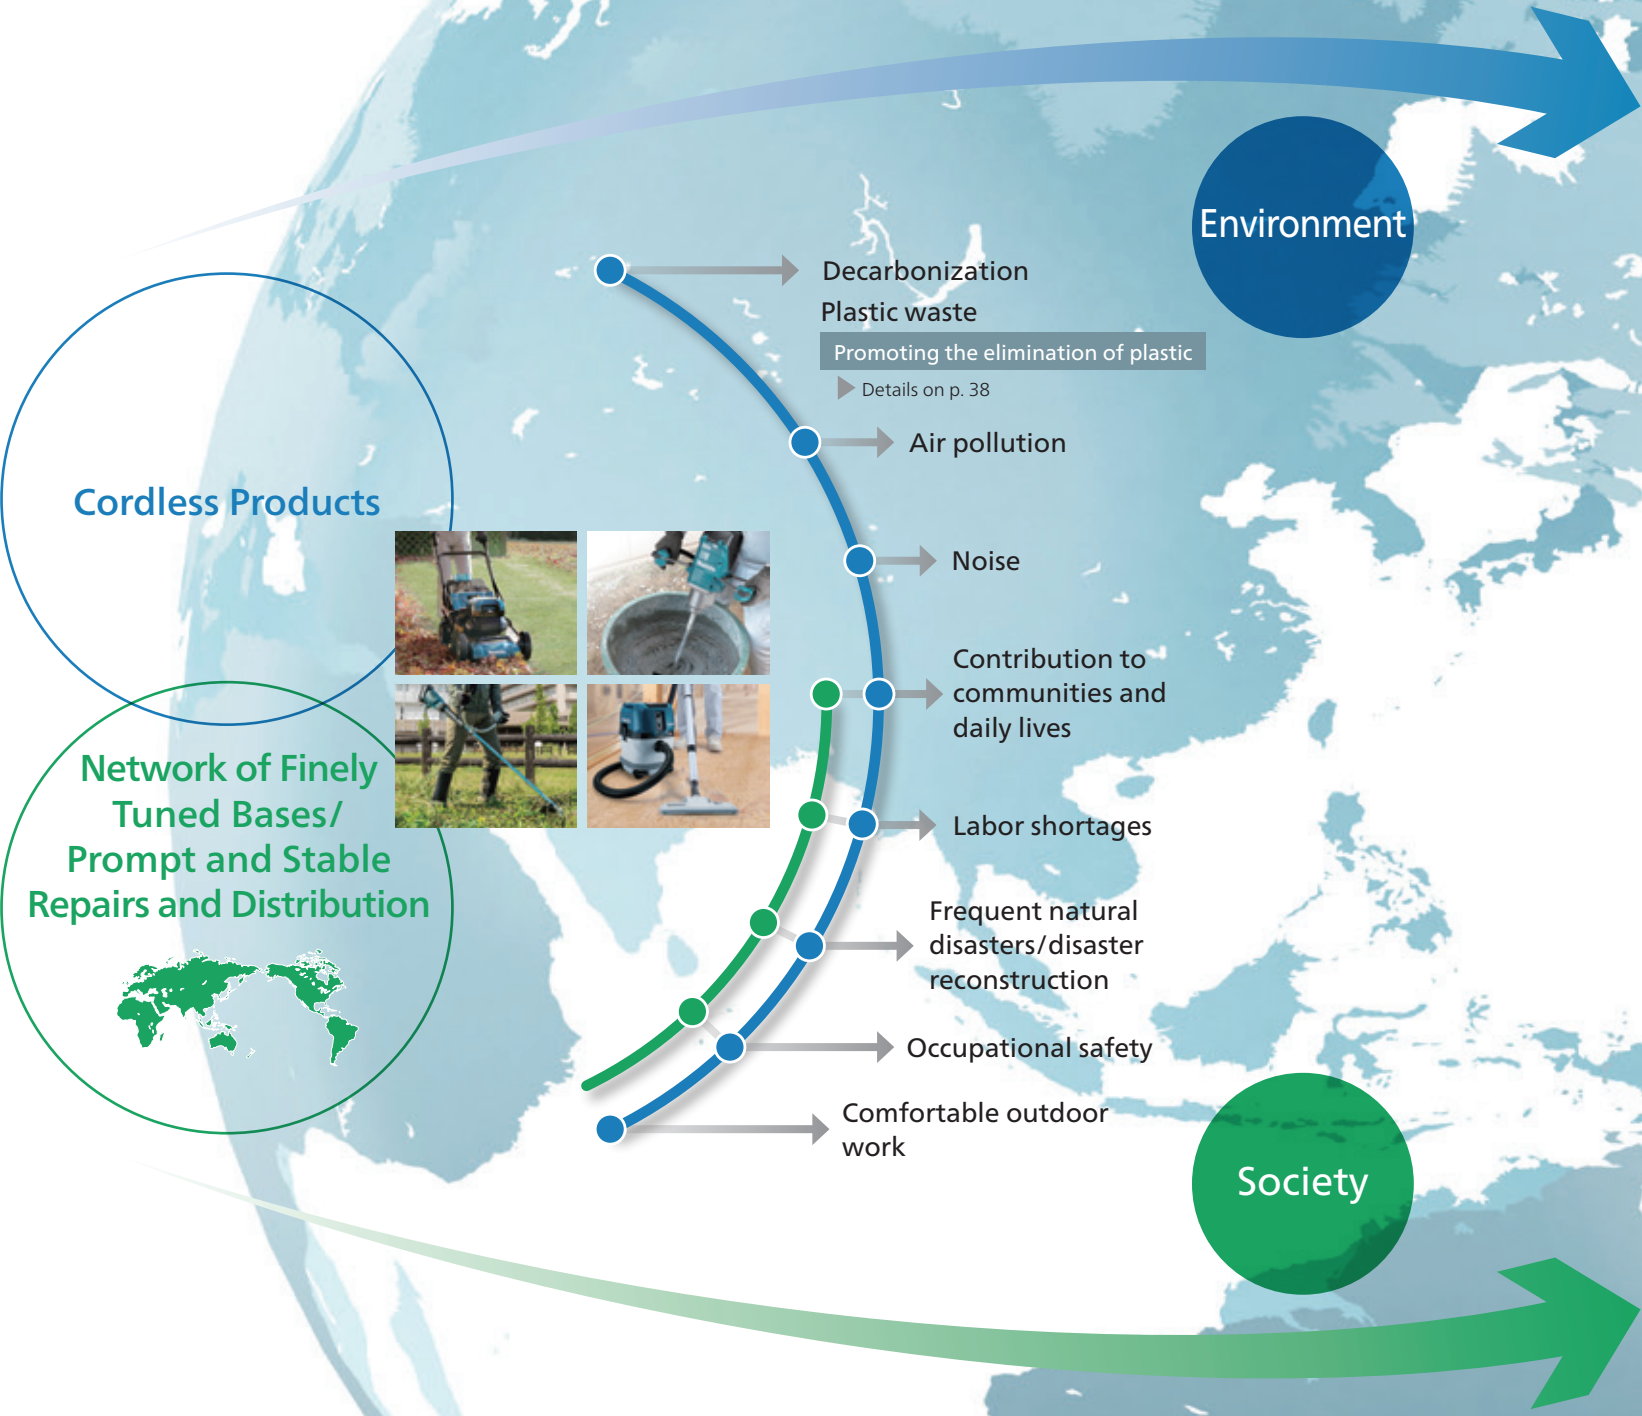 Environment
Decarbonization
Plastic waste
Promoting the elimination of plastic
Details on p. 38
Air pollution
Cordless Products
Noise
Contribution to
communities and
daily lives
Network of Finely
Tuned Bases/
Prompt and Stable
Repairs and Distribution
Labor shortages
Frequent natural
disasters/disaster
reconstruction
Occupational safety
Comfortable outdoor
work
Society